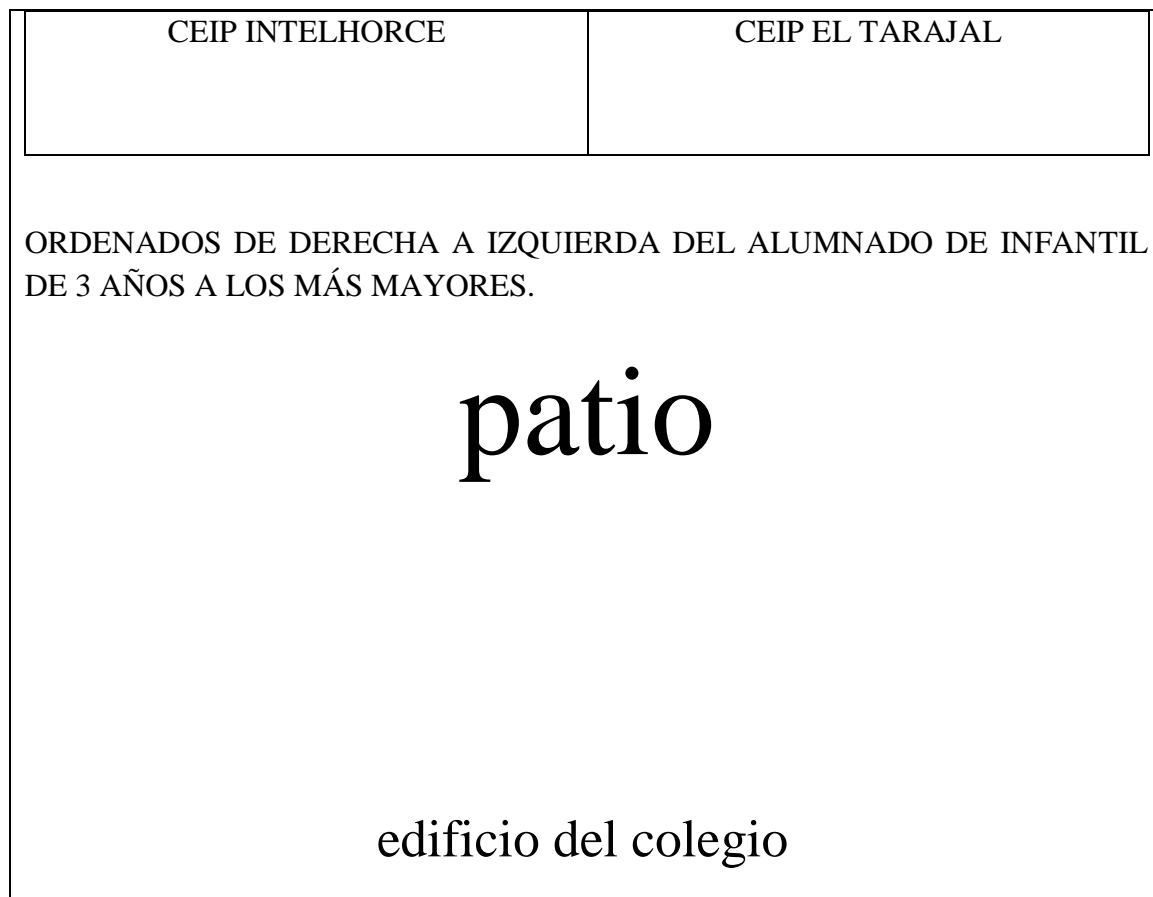 CEIP INTELHORCE
CEIP EL TARAJAL
ORDENADOS DE DERECHA A IZQUIERDA DEL ALUMNADO DE INFANTIL
DE 3 AÑOS A LOS MÁS MAYORES.
patio
edificio del colegio